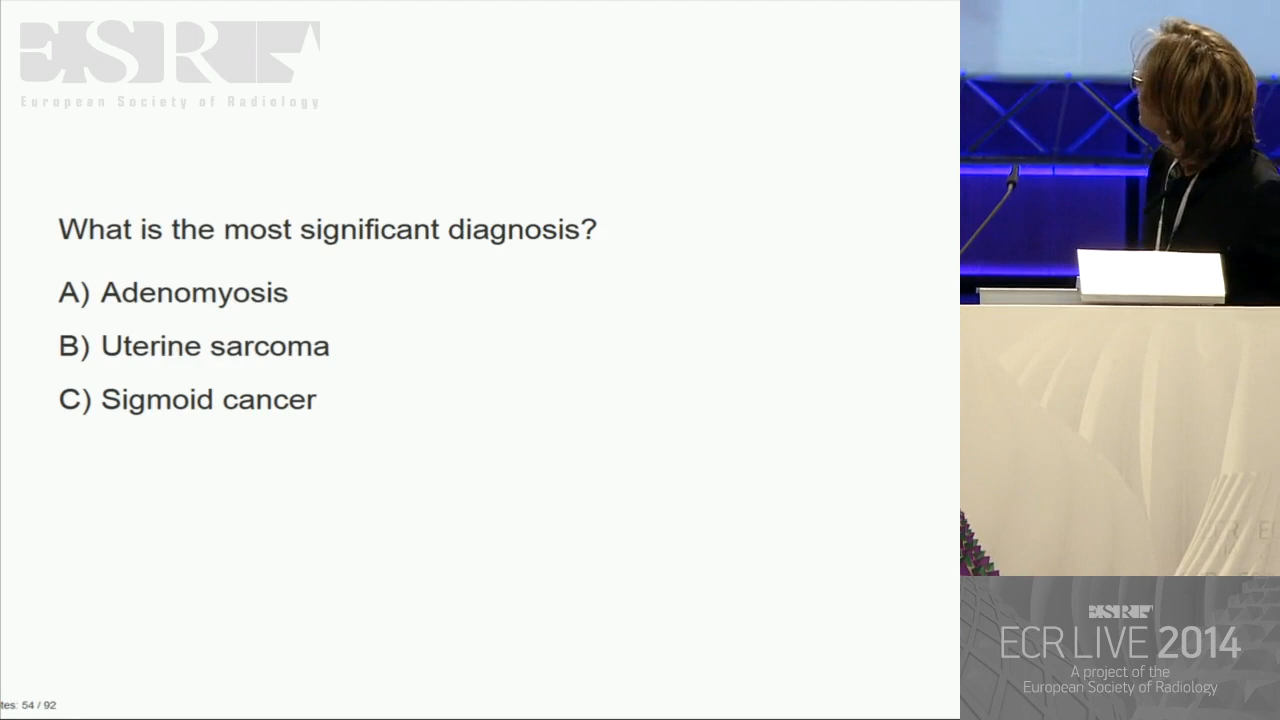 ESR
European Society of Radiology
What is the most significant diagnosis?
A) Adenomyosis
B) Uterine sarcoma
C) Sigmoid cancer
tes: 54 / 92
ESR
ECR LIVE 2014
A project of the
European Society of Radiology